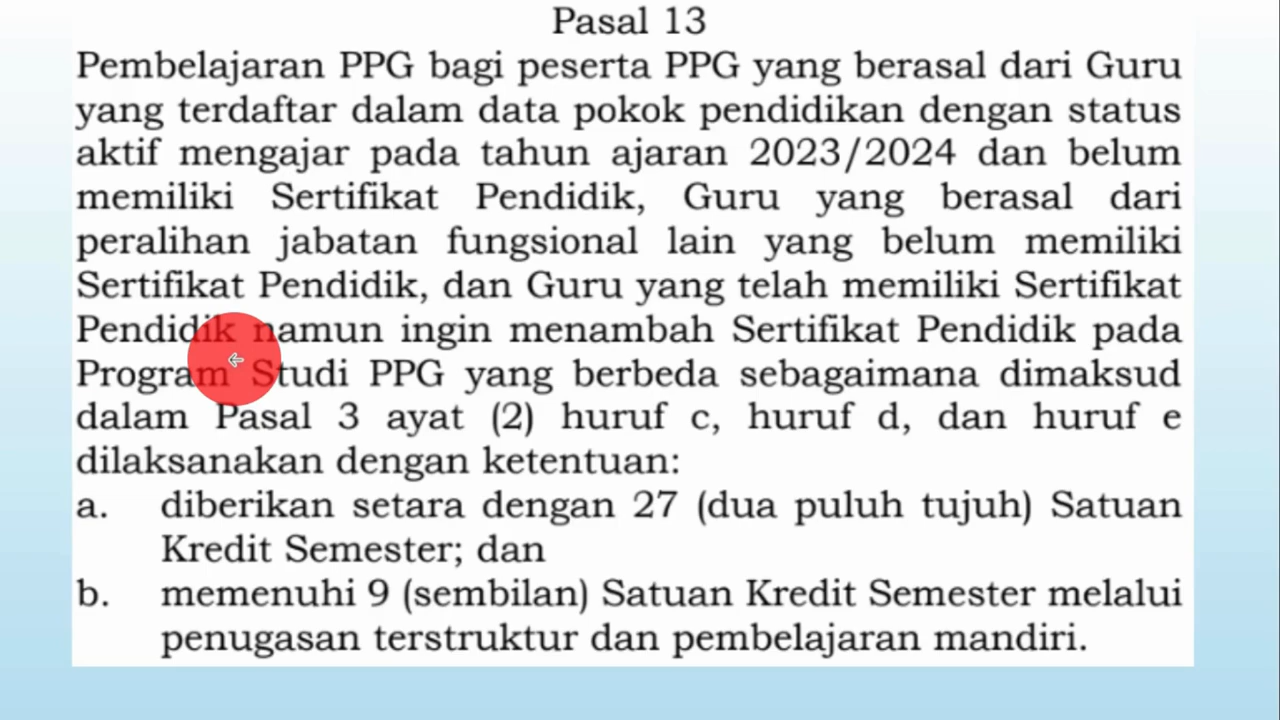 Pasal 13
Pembelajaran PPG bagi peserta PPG yang berasal dari Guru
yang terdaftar dalam data pokok pendidikan dengan status
aktif mengajar pada tahun ajaran 2023/2024 dan belum
memiliki Sertifikat Pendidik, Guru yang berasal dari
peralihan jabatan fungsional lain yang belum memiliki
Sertifikat Pendidik, dan Guru yang telah memiliki Sertifikat
Pendidik namun ingin menambah Sertifikat Pendidik pada
Program Studi PPG yang berbeda sebagaimana dimaksud
dalam Pasal 3 ayat (2) huruf c, huruf d, dan huruf e
dilaksanakan dengan ketentuan:
a. diberikan setara dengan 27 (dua puluh tujuh) Satuan
Kredit Semester; dan
b. memenuhi 9 (sembilan) Satuan Kredit Semester melalui
penugasan terstruktur dan pembelajaran mandiri.